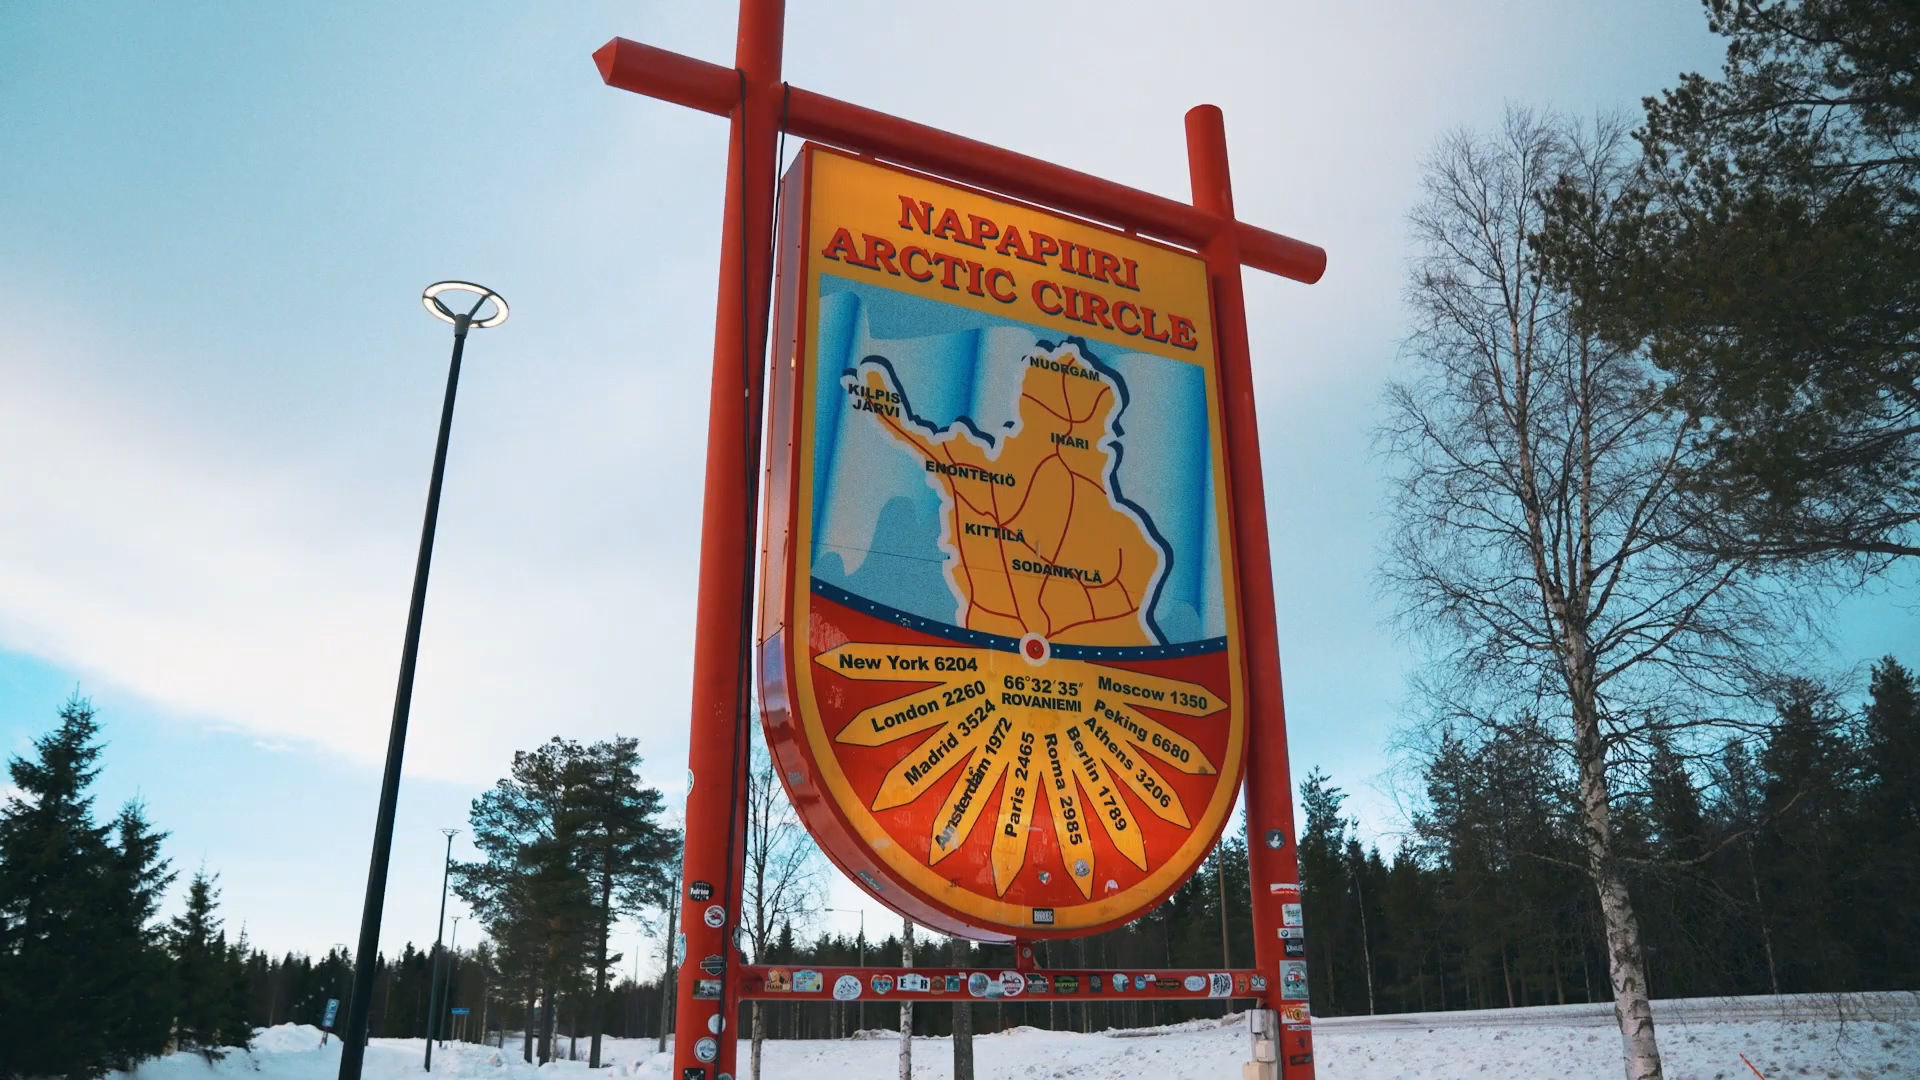 NAPAPIIRI
ARCTIC CIRCLE
NUORGAM
KILPIS
JÄRVI
INARI
ENONTEKIÖ
KITTILÄ
SODANKYLÄ
66°32'35"
ROVANIEMI
New York 6204
London 2260
Madrid 3524
Amsterdam 1972
Paris 2465
Roma 2985
Berlin 1789
Athens 3206
Peking 6680
Moscow 1350